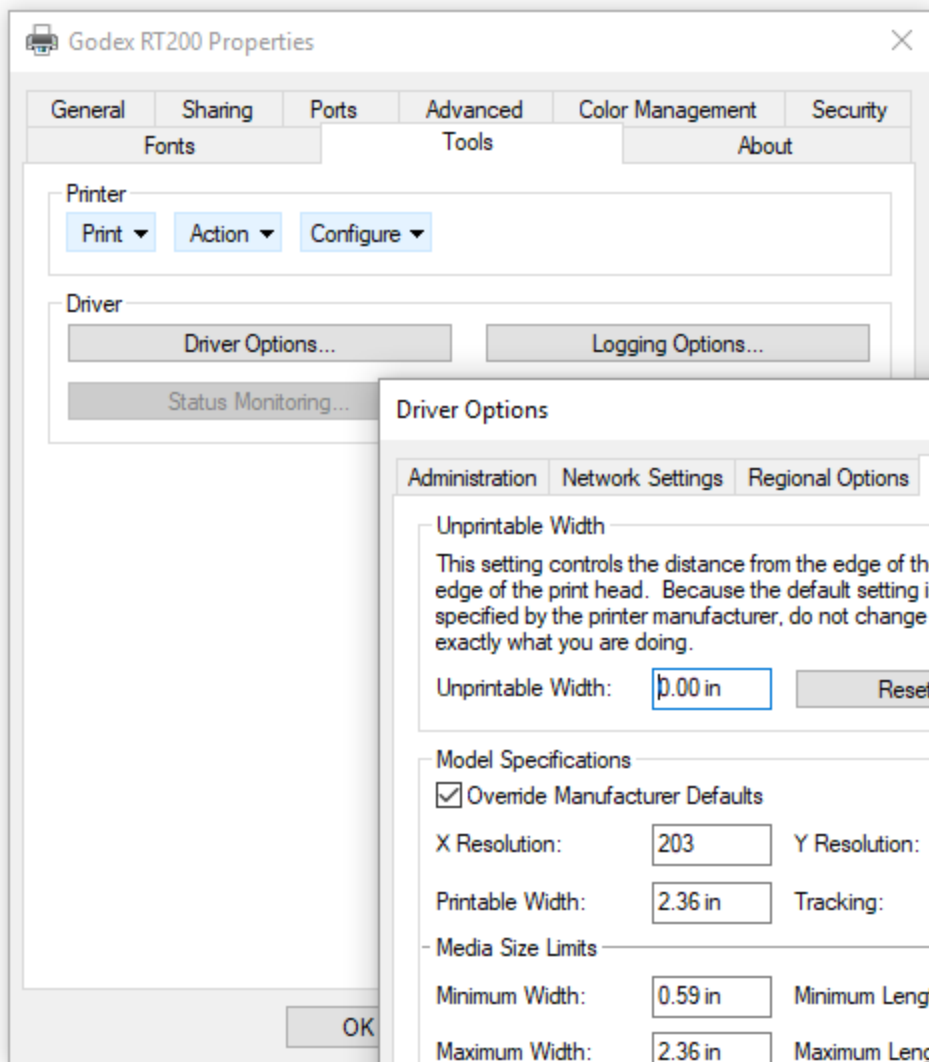 Godex RT200 Properties
General Sharing Ports Advanced Color Management Security
Fonts Tools About
Printer
Print Action Configure
Driver
Driver Options... Logging Options...
Status Monitoring...
OK
Driver Options
Administration Network Settings Regional Options
Unprintable Width
This setting controls the distance from the edge of th
edge of the print head. Because the default setting i
specified by the printer manufacturer, do not change
exactly what you are doing.
Unprintable Width: 0.00 in Reset
Model Specifications
Override Manufacturer Defaults
X Resolution: 203 Y Resolution:
Printable Width: 2.36 in Tracking:
Media Size Limits
Minimum Width: 0.59 in Minimum Lengt
Maximum Width: 2.36 in Maximum Leng